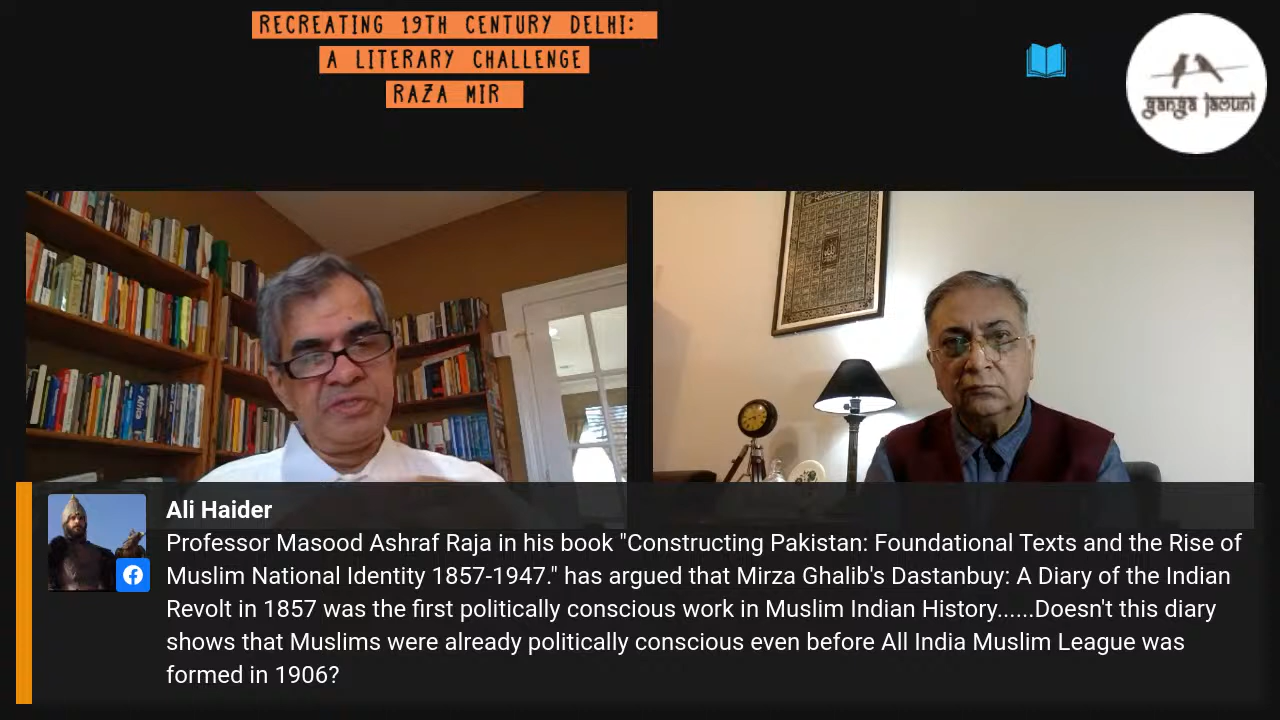 RECREATING 19TH CENTURY DELHI:
A LITERARY CHALLENGE
RAZA MIR
ganga jamuni
Africa
Ali Haider
Professor Masood Ashraf Raja in his book "Constructing Pakistan: Foundational Texts and the Rise of
Muslim National Identity 1857-1947." has argued that Mirza Ghalib's Dastanbuy: A Diary of the Indian
Revolt in 1857 was the first politically conscious work in Muslim Indian History......Doesn't this diary
shows that Muslims were already politically conscious even before All India Muslim League was
formed in 1906?